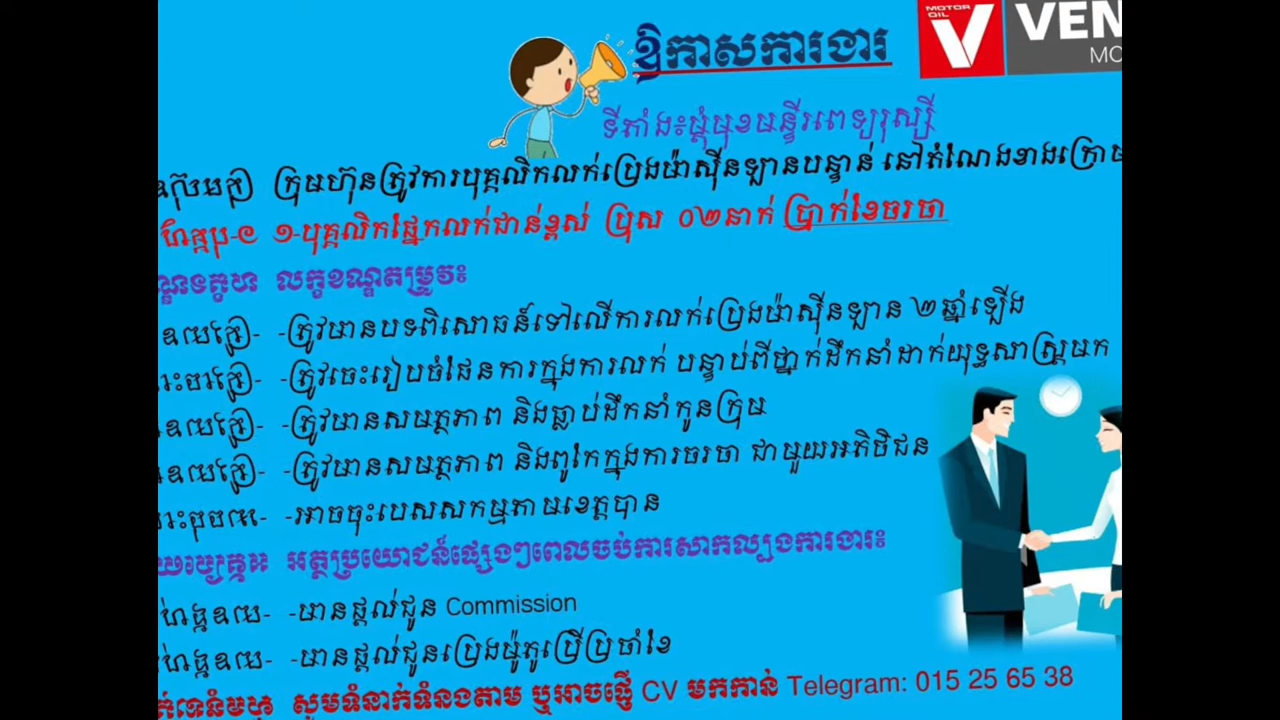 ឱកាសការងារ
MOTOR OIL
VEN
MO
ទីតាំង៖ម្ដុំមុខមន្ទីរពេទ្យរុស្ស៊ី
ក្រុមហ៊ុនត្រូវការបុគ្គលិកលក់ប្រេងម៉ាស៊ីនឡានបន្ទាន់ នៅតំណែងខាងក្រោម
១-បុគ្គលិកផ្នែកលក់ជាន់ខ្ពស់ ប្រុស ០២នាក់ ប្រាក់ខែចរចា
លក្ខខណ្ឌតម្រូវ៖
-ត្រូវមានបទពិសោធន៍ទៅលើការលក់ប្រេងម៉ាស៊ីនឡាន ២ឆ្នាំឡើង
-ត្រូវចេះរៀបចំផែនការក្នុងការលក់ បន្ទាប់ពីថ្នាក់ដឹកនាំដាក់យុទ្ធសាស្ត្រមក
-ត្រូវមានសមត្ថភាព និងធ្លាប់ដឹកនាំកូនក្រុម
-ត្រូវមានសមត្ថភាព និងពូកែក្នុងការចរចា ជាមួយអតិថិជន
-អាចចុះបេសសកម្មតាមខេត្តបាន
អត្ថប្រយោជន៍ផ្សេងៗពេលចប់ការសាកល្បងការងារ៖
-មានផ្ដល់ជូន Commission
-មានផ្ដល់ជូនប្រេងម៉ូតូប្រើប្រចាំខែ
សូមទំនាក់ទំនងតាម ឬអាចផ្ញើ CV មកកាន់ Telegram: 015 25 65 38